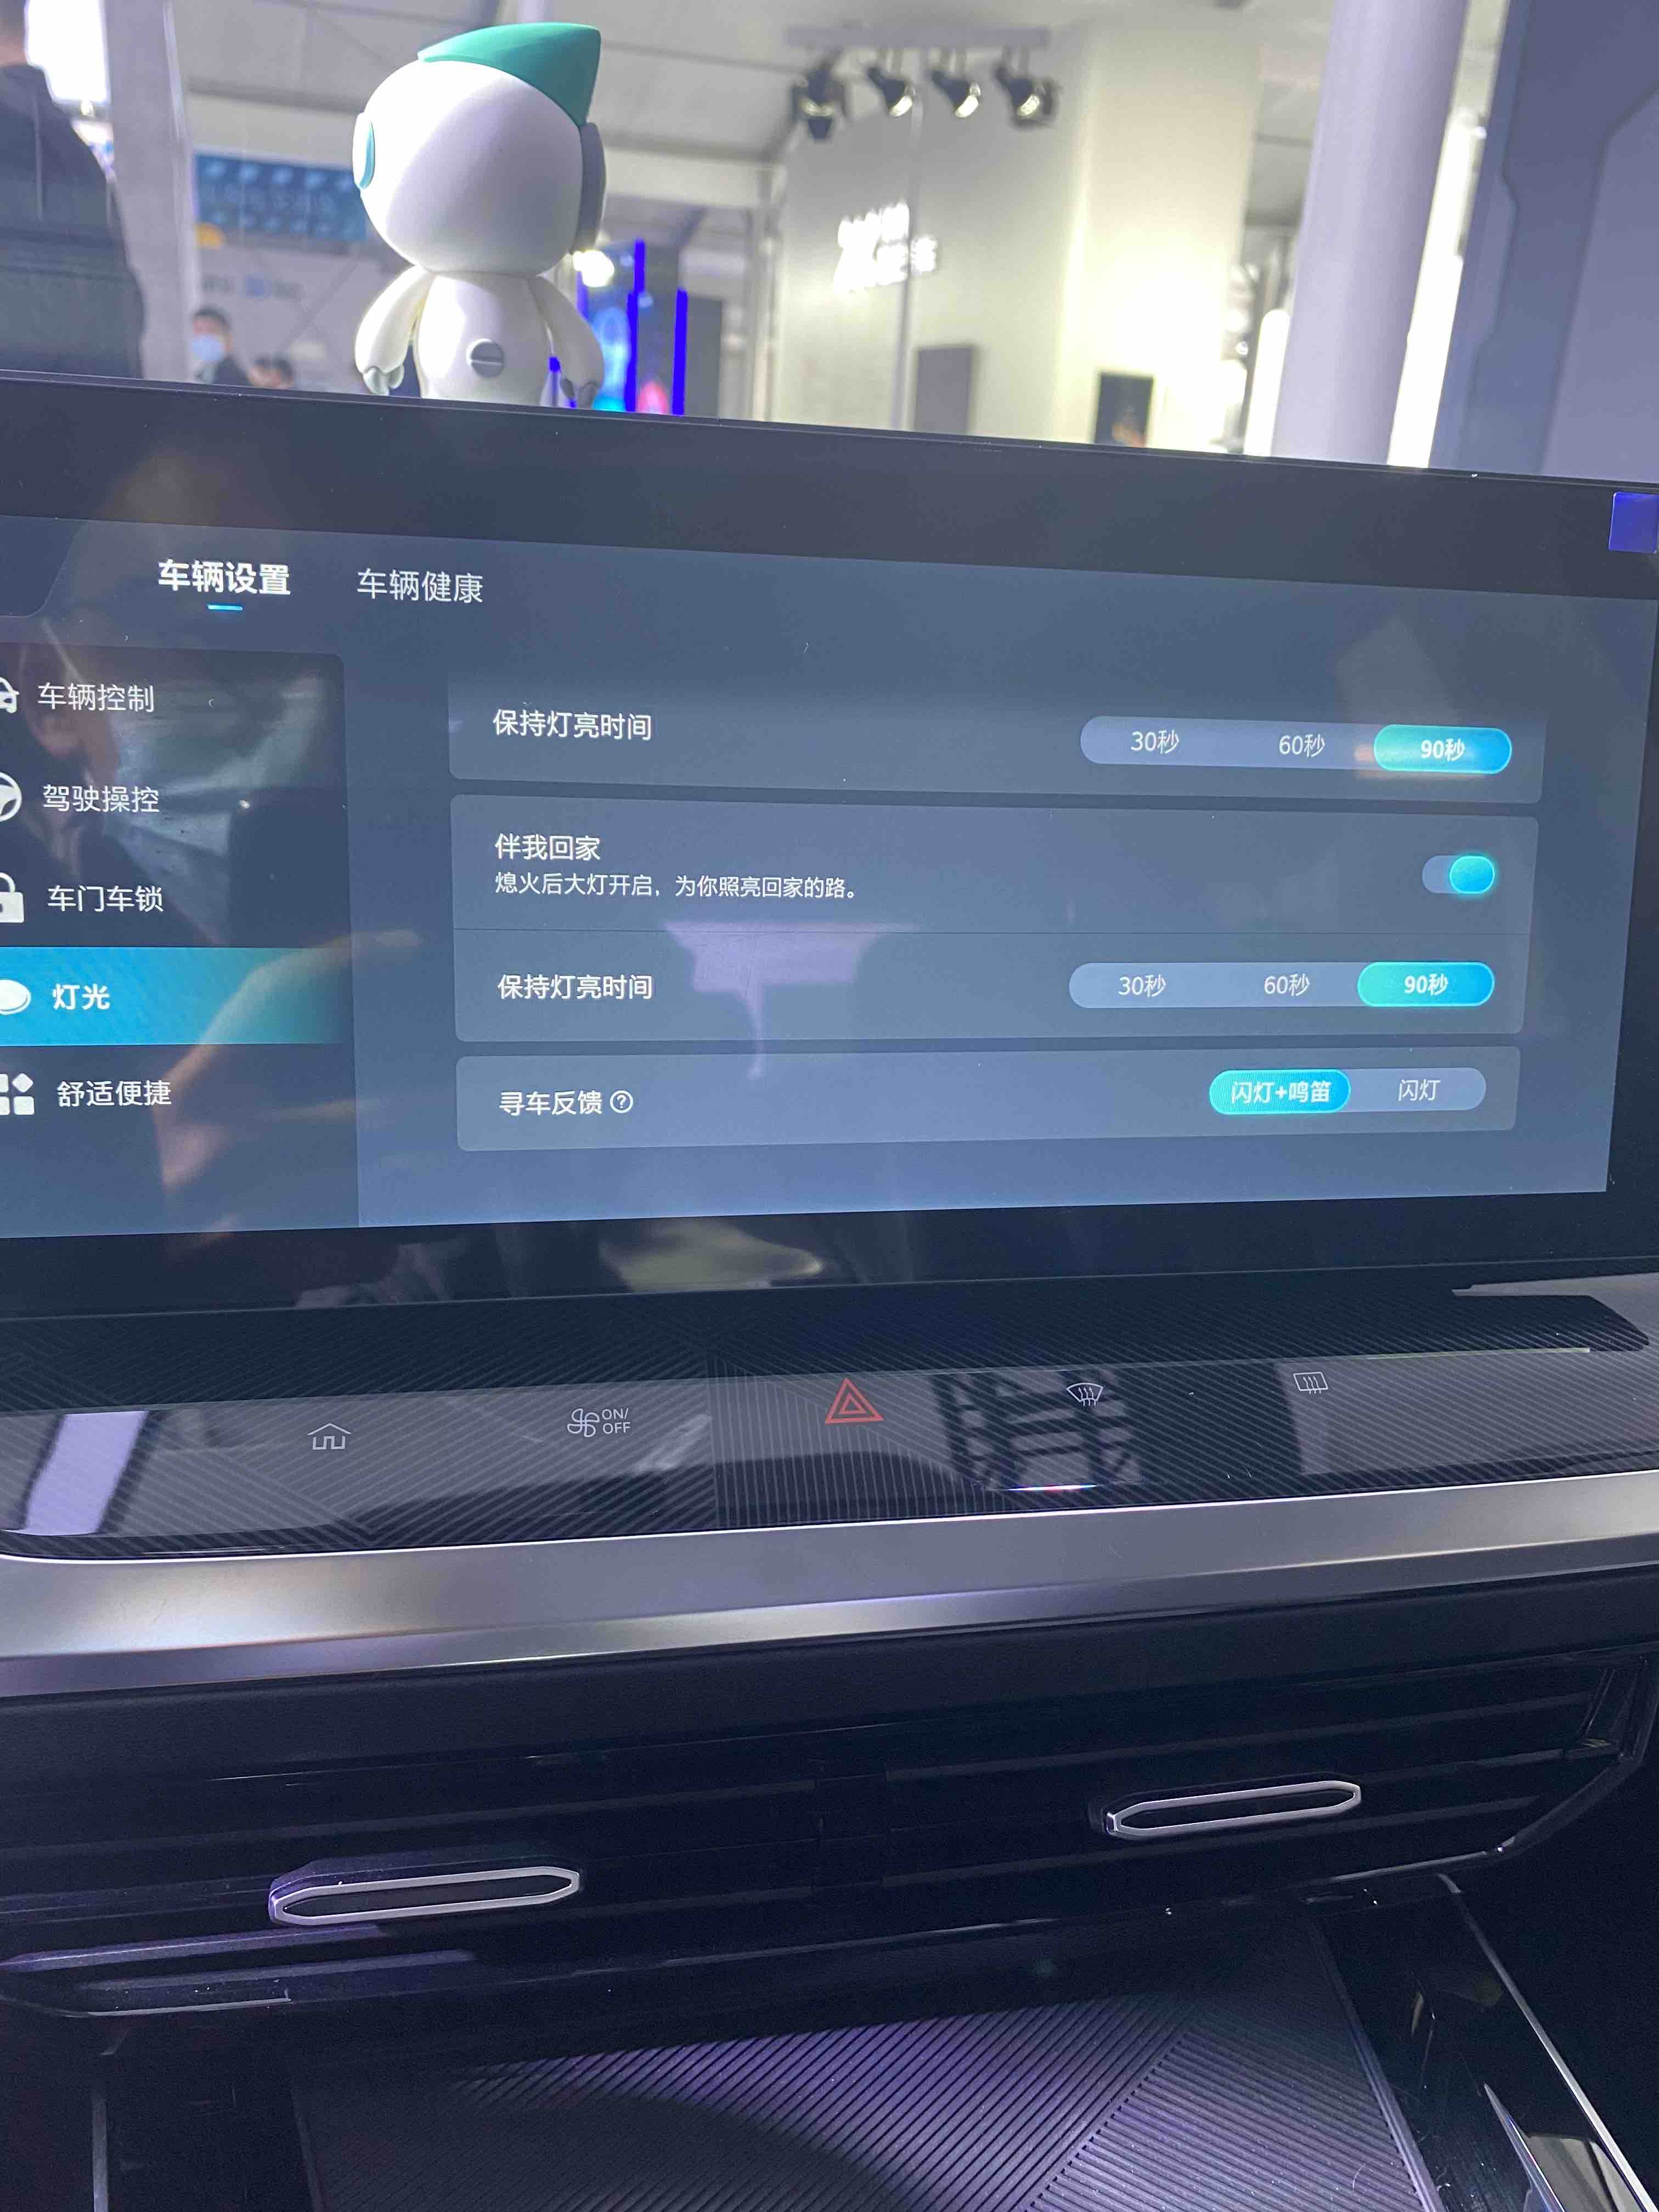 车辆设置 车辆健康
车辆控制
驾驶操控
车门车锁
灯光
舒适便捷
保持灯亮时间 30秒 60秒 90秒
伴我回家
熄火后大灯开启，为你照亮回家的路。
保持灯亮时间 30秒 60秒 90秒
寻车反馈 ? 闪灯+鸣笛 闪灯
ON/
OFF